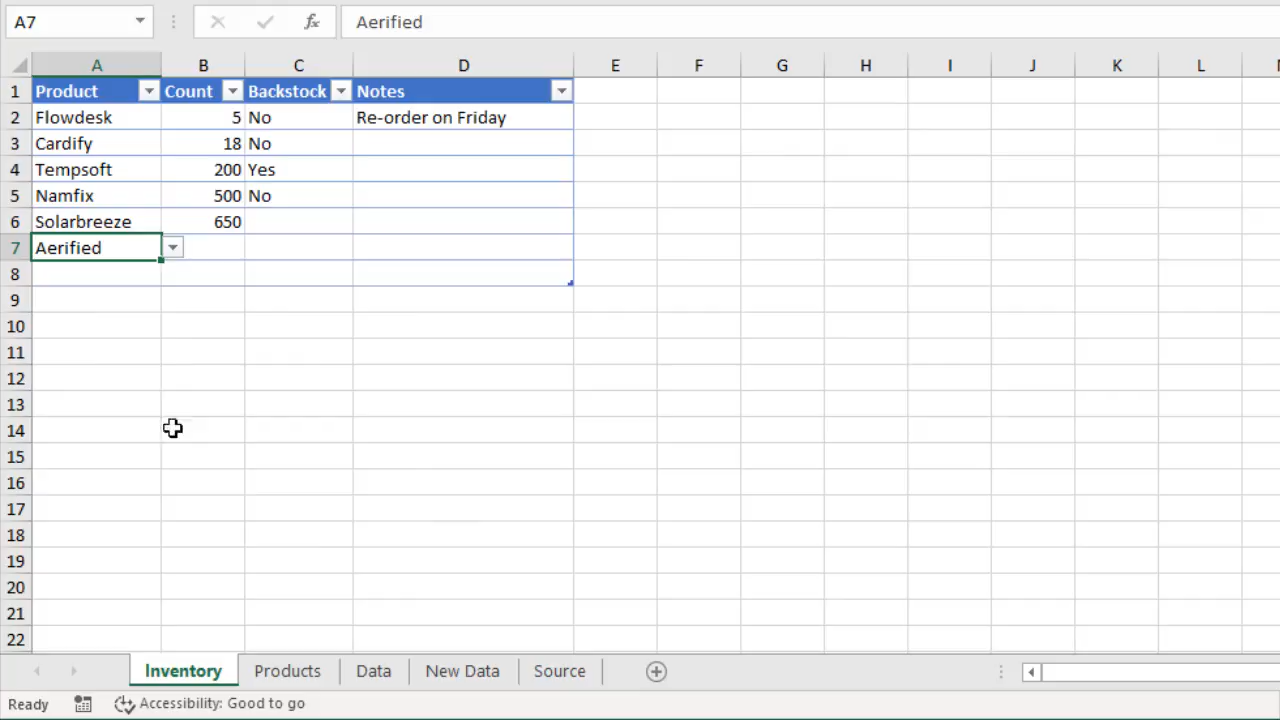 A7 fx Aerified
A B C D E F G H I J K L
1 Product Count Backstock Notes
2 Flowdesk 5 No Re-order on Friday
3 Cardify 18 No
4 Tempsoft 200 Yes
5 Namfix 500 No
6 Solarbreeze 650
7 Aerified
8
9
10
11
12
13
14
15
16
17
18
19
20
21
22
Inventory Products Data New Data Source
Ready Accessibility: Good to go